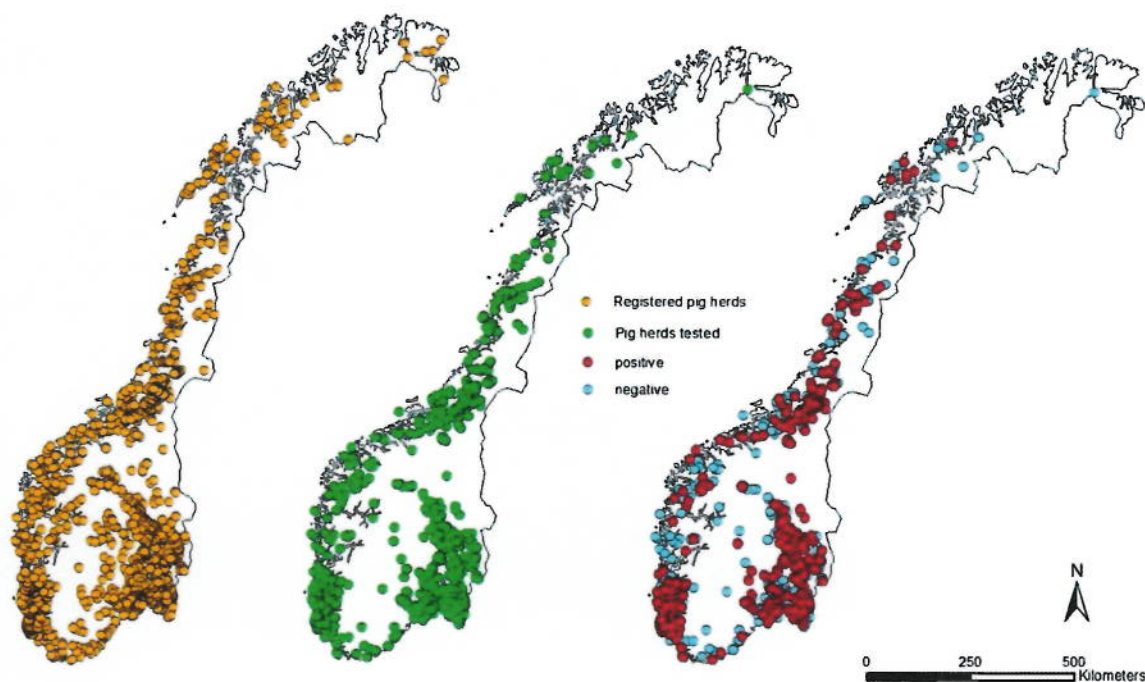 Registered pig herds
Pig herds tested
positive
negative
N
0 250 500
Kilometers